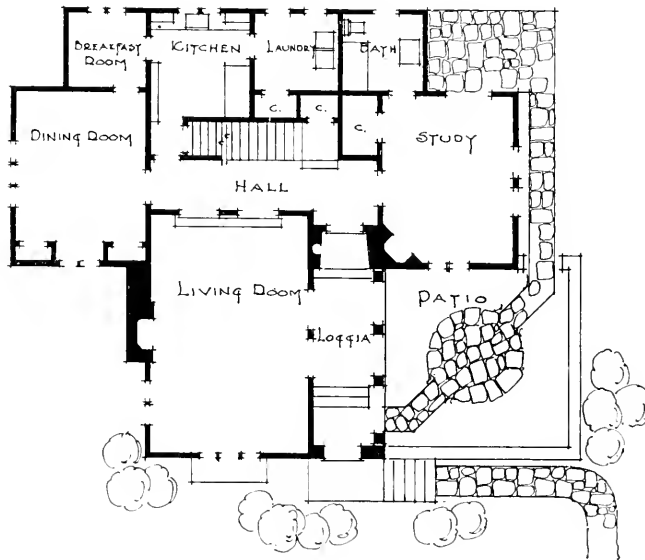 BREAKFAST ROOM
KITCHEN
LAUNDRY
BATH
C.
C.
C.
DINING ROOM
STUDY
HALL
LIVING ROOM
LOGGIA
PATIO